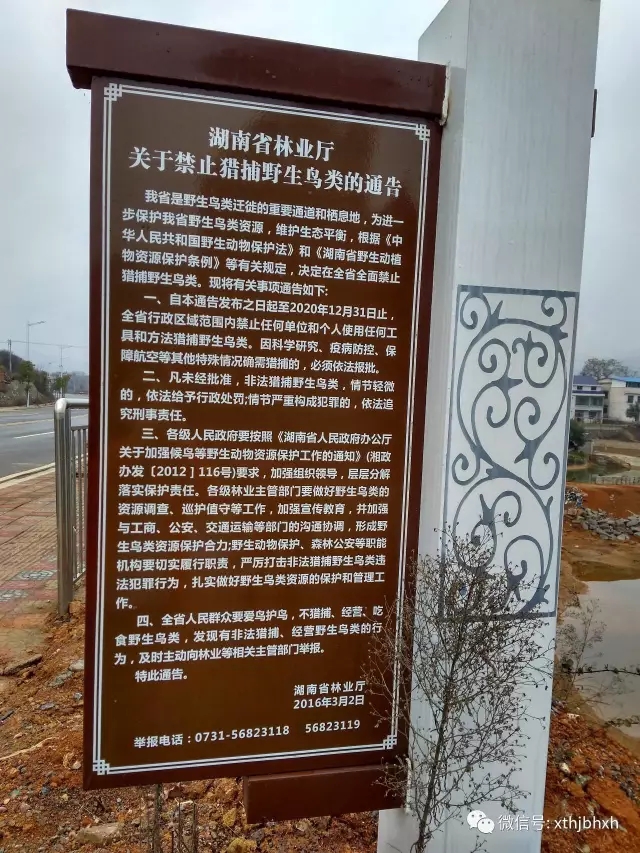 湖南省林业厅
关于禁止猎捕野生鸟类的通告
我省是野生鸟类迁徙的重要通道和栖息地，为进一
步保护我省野生鸟类资源，维护生态平衡，根据《中
华人民共和国野生动物保护法》和《湖南省野生动植
物资源保护条例》等有关规定，决定在全省全面禁止
猎捕野生鸟类。现将有关事项通告如下：
一、自本通告发布之日起至2020年12月31日止，
全省行政区域范围内禁止任何单位和个人使用任何工
具和方法猎捕野生鸟类。因科学研究、疫病防控、保
障航空等其他特殊情况确需猎捕的，必须依法报批。
二、凡未经批准，非法猎捕野生鸟类，情节轻微
的，依法给予行政处罚;情节严重构成犯罪的，依法追
究刑事责任。
三、各级人民政府要按照《湖南省人民政府办公厅
关于加强候鸟等野生动物资源保护工作的通知》(湘政
办发【2012】116号)要求，加强组织领导，层层分解
落实保护责任。各级林业主管部门要做好野生鸟类的
资源调查、巡护值守等工作，加强宣传教育，并加强
与工商、公安、交通运输等部门的沟通协调，形成野
生鸟类资源保护合力;野生动物保护、森林公安等职能
机构要切实履行职责，严厉打击非法猎捕野生鸟类违
法犯罪行为，扎实做好野生鸟类资源的保护和管理工
作。
四、全省人民群众要爱鸟护鸟，不猎捕、经营、吃
食野生鸟类，发现有非法猎捕、经营野生鸟类的行
为，及时主动向林业等相关主管部门举报。
特此通告。
湖南省林业厅
2016年3月2日
举报电话：0731-56823118 56823119
微信号: xthjbhxh